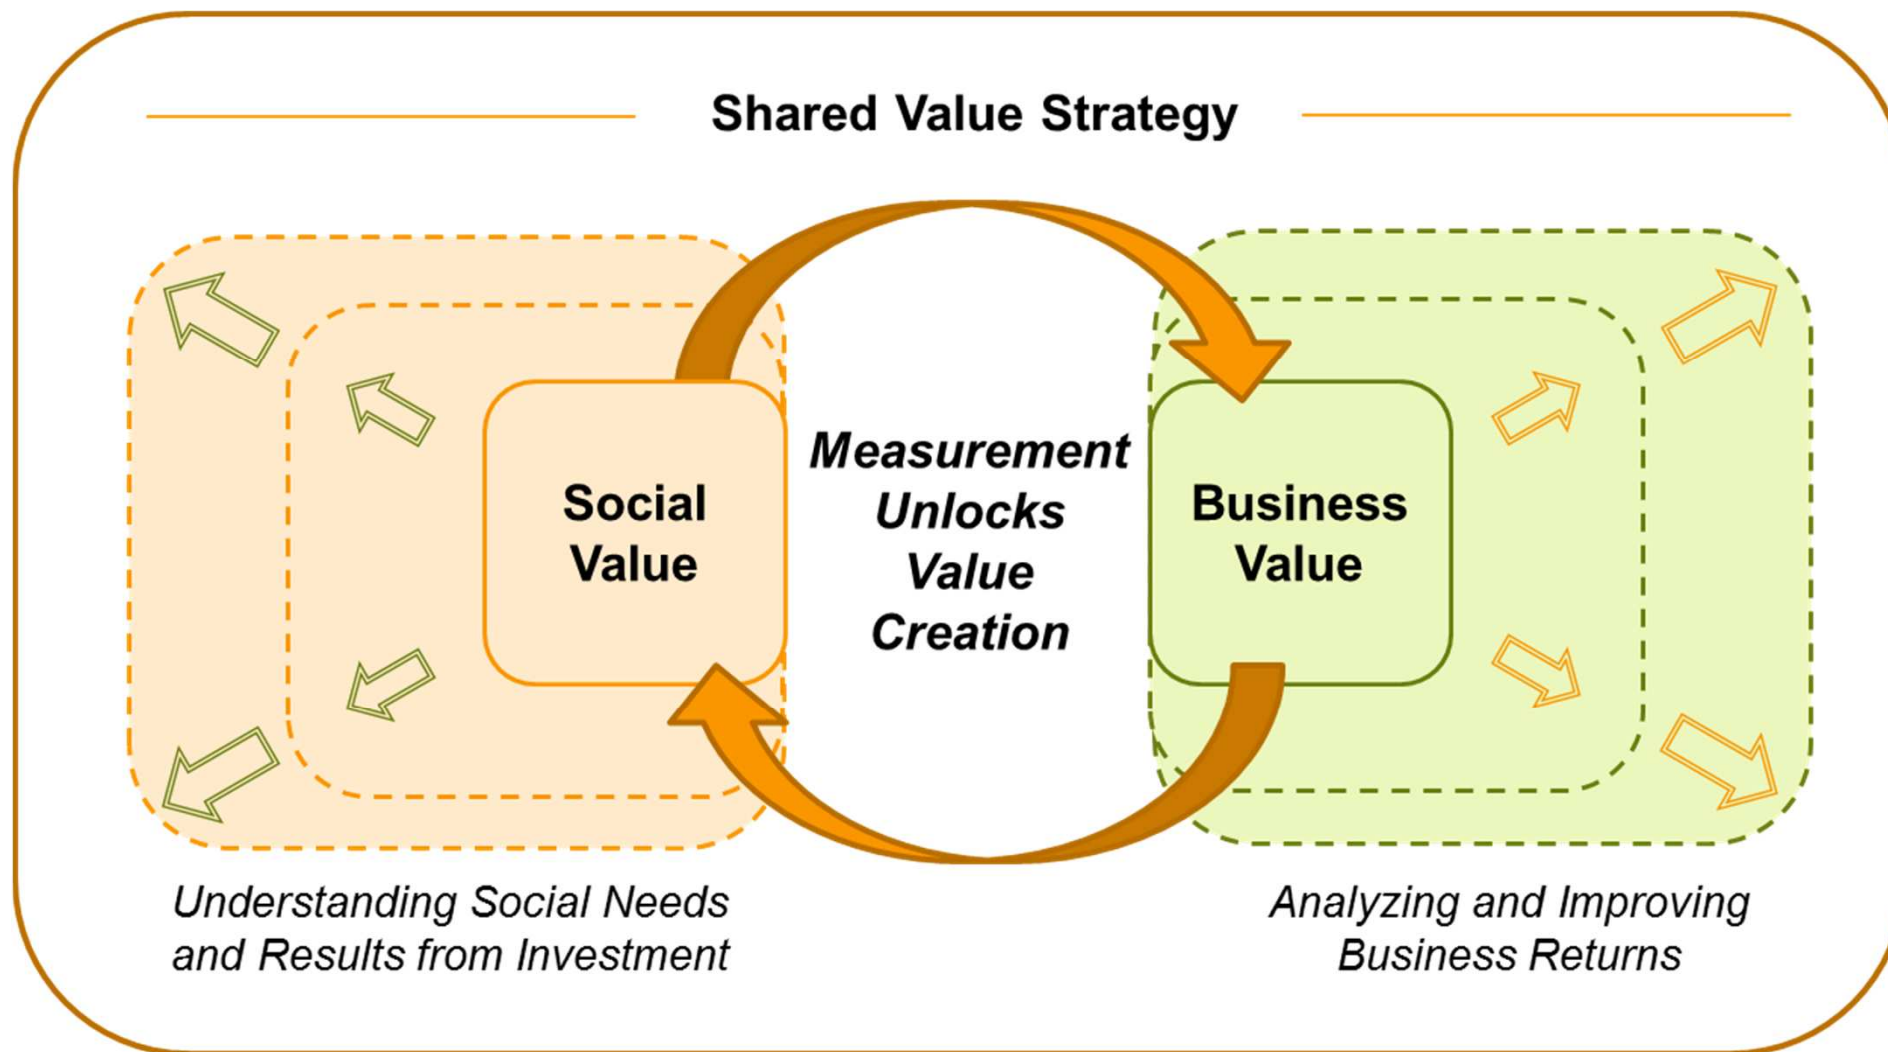 Shared Value Strategy
Social
Value
Measurement
Unlocks
Value
Creation
Business
Value
Understanding Social Needs
and Results from Investment
Analyzing and Improving
Business Returns